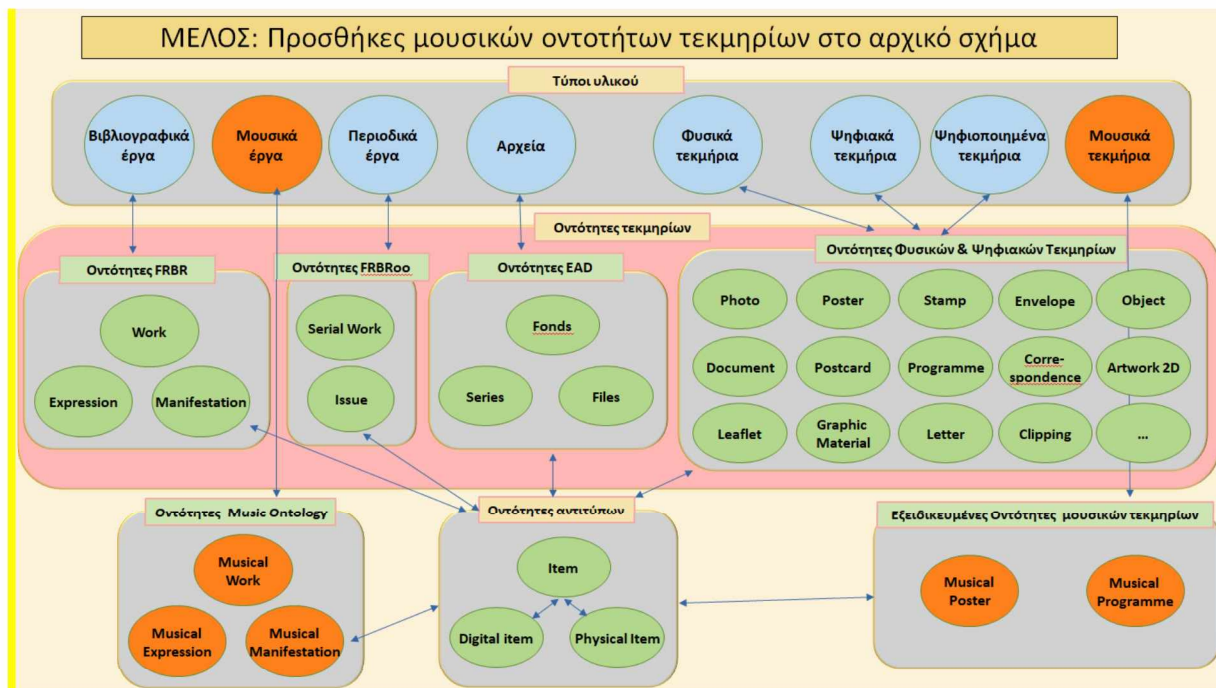 ΜΕΛΟΣ: Προσθήκες μουσικών οντοτήτων τεκμηρίων στο αρχικό σχήμα
Τύποι υλικού
Βιβλιογραφικά
έργα
Μουσικά
έργα
Περιοδικά
έργα
Αρχεία
Φυσικά
τεκμήρια
Ψηφιακά
τεκμήρια
Ψηφιοποιημένα
τεκμήρια
Μουσικά
τεκμήρια
Οντότητες τεκμηρίων
Οντότητες FRBR
Work
Expression
Manifestation
Οντότητες FRBRoo
Serial Work
Issue
Οντότητες EAD
Fonds
Series
Files
Οντότητες Φυσικών & Ψηφιακών Τεκμηρίων
Photo
Poster
Stamp
Envelope
Object
Document
Postcard
Programme
Corre-
spondence
Artwork 2D
Leaflet
Graphic
Material
Letter
Clipping
...
Οντότητες Music Ontology
Musical
Work
Musical
Expression
Musical
Manifestation
Οντότητες αντιτύπων
Item
Digital item
Physical Item
Εξειδικευμένες Οντότητες μουσικών τεκμηρίων
Musical
Poster
Musical
Programme